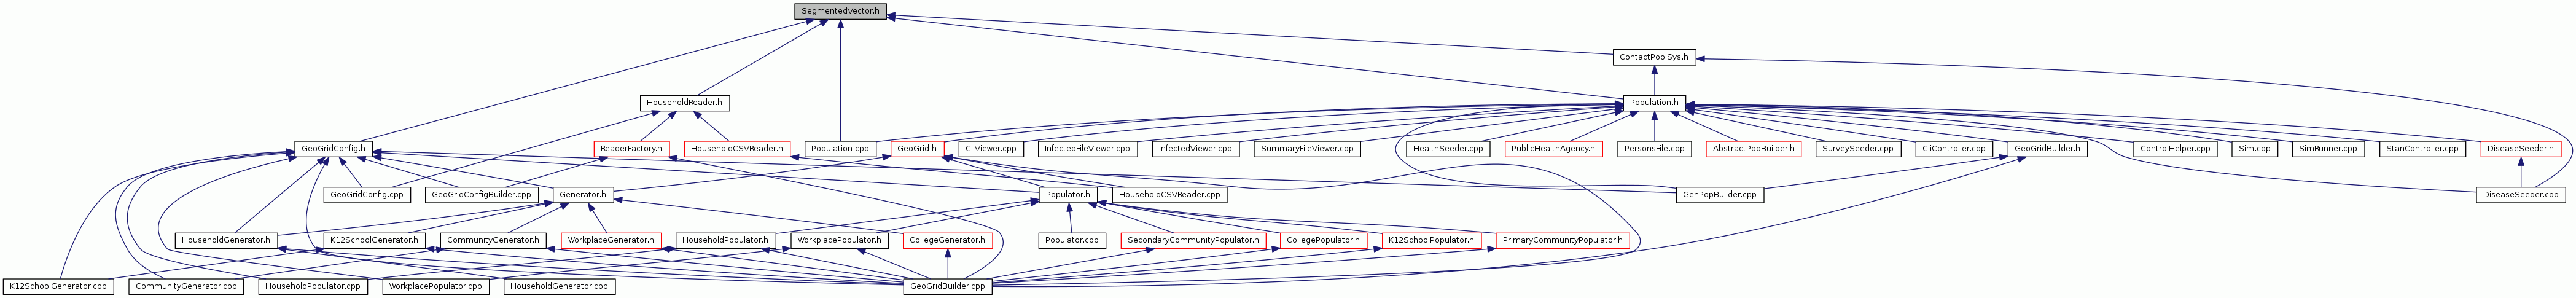 SegmentedVector.h
ContactPoolSys.h
HouseholdReader.h
Population.h
GeoGridConfig.h
ReaderFactory.h
HouseholdCSVReader.h
Population.cpp
GeoGrid.h
CliViewer.cpp
InfectedFileViewer.cpp
InfectedViewer.cpp
SummaryFileViewer.cpp
HealthSeeder.cpp
PublicHealthAgency.h
PersonsFile.cpp
AbstractPopBuilder.h
SurveySeeder.cpp
CliController.cpp
GeoGridBuilder.h
ControlHelper.cpp
Sim.cpp
SimRunner.cpp
StanController.cpp
DiseaseSeeder.h
GeoGridConfig.cpp
GeoGridConfigBuilder.cpp
Generator.h
Populator.h
HouseholdCSVReader.cpp
GenPopBuilder.cpp
DiseaseSeeder.cpp
HouseholdGenerator.h
K12SchoolGenerator.h
CommunityGenerator.h
WorkplaceGenerator.h
HouseholdPopulator.h
WorkplacePopulator.h
CollegeGenerator.h
Populator.cpp
SecondaryCommunityPopulator.h
CollegePopulator.h
K12SchoolPopulator.h
PrimaryCommunityPopulator.h
K12SchoolGenerator.cpp
CommunityGenerator.cpp
HouseholdPopulator.cpp
WorkplacePopulator.cpp
HouseholdGenerator.cpp
GeoGridBuilder.cpp